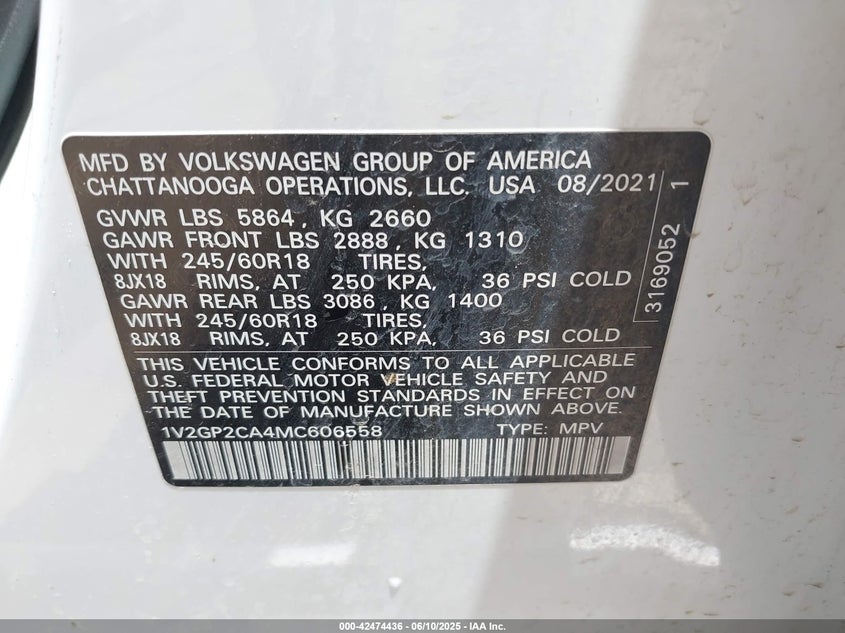 MFD BY VOLKSWAGEN GROUP OF AMERICA
CHATTANOOGA OPERATIONS, LLC. USA 08/2021
GVWR LBS 5864, KG 2660
GAWR FRONT LBS 2888, KG 1310
WITH 245/60R18 TIRES,
8JX18 RIMS, AT 250 KPA, 36 PSI COLD
GAWR REAR LBS 3086, KG 1400
WITH 245/60R18 TIRES,
8JX18 RIMS, AT 250 KPA, 36 PSI COLD
THIS VEHICLE CONFORMS TO ALL APPLICABLE
U.S. FEDERAL MOTOR VEHICLE SAFETY AND
THEFT PREVENTION STANDARDS IN EFFECT ON
THE DATE OF MANUFACTURE SHOWN ABOVE.
1V2GP2CA4MC606558 TYPE: MPV
3169052 1
000-42474436 - 06/10/2025 - IAA Inc.